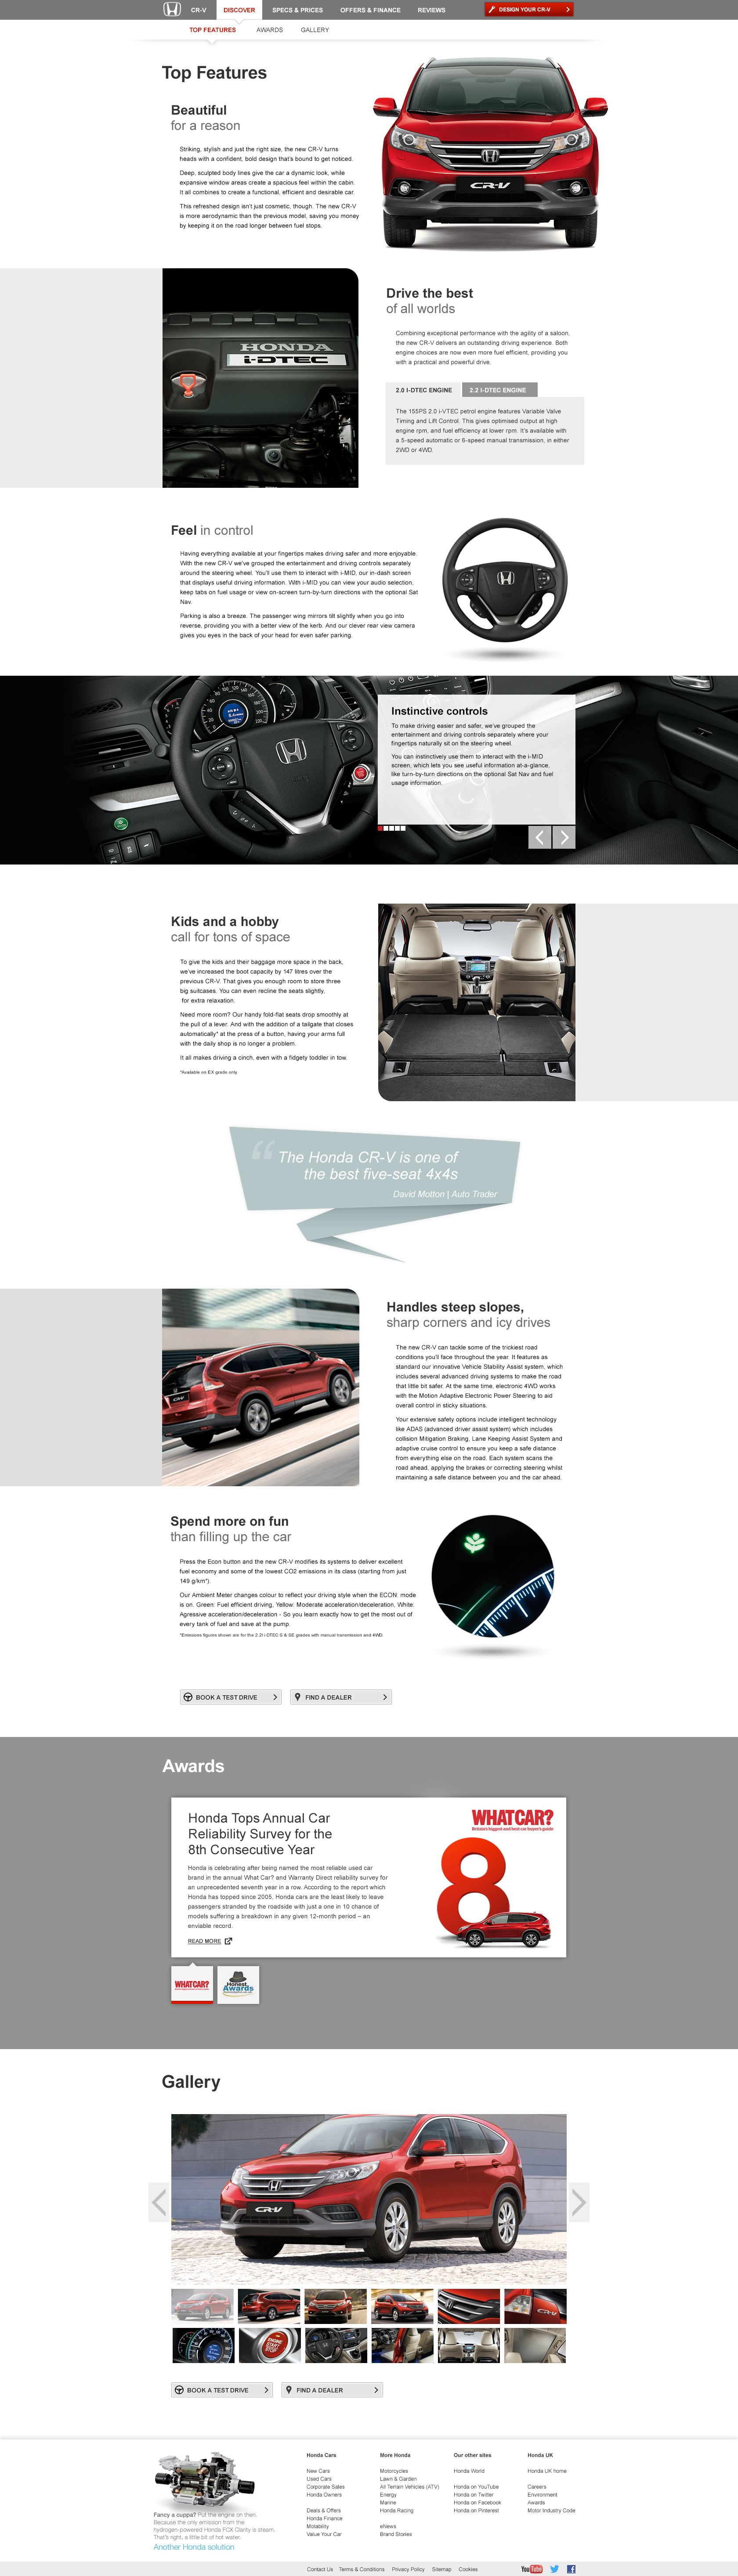 CR-V
DISCOVER
SPECS & PRICES
OFFERS & FINANCE
REVIEWS
DESIGN YOUR CR-V
TOP FEATURES
AWARDS
GALLERY
Top Features
Beautiful
for a reason
Striking, stylish and just the right size, the new CR-V turns
heads with a confident, bold design that's bound to get noticed.
Deep, sculpted body lines give the car a dynamic look, while
expansive window areas create a spacious feel within the cabin.
It all combines to create a functional, efficient and desirable car.
This refreshed design isn't just cosmetic, though. The new CR-V
is more aerodynamic than the previous model, saving you money
by keeping it on the road longer between fuel stops.
CR-V
HONDA
i-DTEC
Drive the best
of all worlds
Combining exceptional performance with the agility of a saloon,
the new CR-V delivers an outstanding driving experience. Both
engine choices are now even more fuel efficient, providing you
with a practical and powerful drive.
2.0 I-DTEC ENGINE
2.2 I-DTEC ENGINE
The 155PS 2.0 i-VTEC petrol engine features Variable Valve
Timing and Lift Control. This gives optimised output at high
engine rpm, and fuel efficiency at lower rpm. It's available with
a 5-speed automatic or 6-speed manual transmission, in either
2WD or 4WD.
Feel in control
Having everything available at your fingertips makes driving safer and more enjoyable.
With the new CR-V we've grouped the entertainment and driving controls separately
around the steering wheel. You'll use them to interact with i-MID, our in-dash screen
that displays useful driving information. With i-MID you can view your audio selection,
keep tabs on fuel usage or view on-screen turn-by-turn directions with the optional Sat
Nav.
Parking is also a breeze. The passenger wing mirrors tilt slightly when you go into
reverse, providing you with a better view of the kerb. And our clever rear view camera
gives you eyes in the back of your head for even safer parking.
Instinctive controls
To make driving easier and safer, we've grouped the
entertainment and driving controls separately where your
fingertips naturally sit on the steering wheel.
You can instinctively use them to interact with the i-MID
screen, which lets you see useful information at-a-glance,
like turn-by-turn directions on the optional Sat Nav and fuel
usage information.
Kids and a hobby
call for tons of space
To give the kids and their baggage more space in the back,
we've increased the boot capacity by 147 litres over the
previous CR-V. That gives you enough room to store three
big suitcases. You can even recline the seats slightly,
for extra relaxation.
Need more room? Our handy fold-flat seats drop smoothly at
the pull of a lever. And with the addition of a tailgate that closes
automatically* at the press of a button, having your arms full
with the daily shop is no longer a problem.
It all makes driving a cinch, even with a fidgety toddler in tow.
*Available on EX grade only
“ The Honda CR-V is one of
the best five-seat 4x4s
David Motton | Auto Trader
CR-V
Handles steep slopes,
sharp corners and icy drives
The new CR-V can tackle some of the trickiest road
conditions you'll face throughout the year. It features as
standard our innovative Vehicle Stability Assist system, which
includes several advanced driving systems to make the road
that little bit safer. At the same time, electronic 4WD works
with the Motion Adaptive Electronic Power Steering to aid
overall control in sticky situations.
Your extensive safety options include intelligent technology
like ADAS (advanced driver assist system) which includes
collision Mitigation Braking, Lane Keeping Assist System and
adaptive cruise control to ensure you keep a safe distance
from everything else on the road. Each system scans the
road ahead, applying the brakes or correcting steering whilst
maintaining a safe distance between you and the car ahead.
Spend more on fun
than filling up the car
Press the Econ button and the new CR-V modifies its systems to deliver excellent
fuel economy and some of the lowest CO2 emissions in its class (starting from just
149 g/km*).
Our Ambient Meter changes colour to reflect your driving style when the ECON mode
is on. Green: Fuel efficient driving, Yellow: Moderate acceleration/deceleration, White:
Agressive acceleration/deceleration - So you learn exactly how to get the most out of
every tank of fuel and save at the pump.
*Emissions figures shown are for the 2.2l i-DTEC S & SE grades with manual transmission and 4WD.
BOOK A TEST DRIVE
FIND A DEALER
Awards
Honda Tops Annual Car
Reliability Survey for the
8th Consecutive Year
Honda is celebrating after being named the most reliable used car
brand in the annual What Car? and Warranty Direct reliability survey for
an unprecedented seventh year in a row. According to the report which
Honda has topped since 2005, Honda cars are the least likely to leave
passengers stranded by the roadside with just a one in 10 chance of
models suffering a breakdown in any given 12-month period – an
enviable record.
READ MORE
WHATCAR?
Britain's biggest and best car buyer's guide
8
WHATCAR?
Honest
Awards
Gallery
CR-V
CR-V
ENGINE
START
STOP
BOOK A TEST DRIVE
FIND A DEALER
Fancy a cuppa? Put the engine on then.
Because the only emission from the
hydrogen-powered Honda FCX Clarity is steam.
That's right, a little bit of hot water.
Another Honda solution
Honda Cars
New Cars
Used Cars
Corporate Sales
Honda Owners
Deals & Offers
Honda Finance
Motability
Value Your Car
More Honda
Motorcycles
Lawn & Garden
All Terrain Vehicles (ATV)
Energy
Marine
Honda Racing
eNews
Brand Stories
Our other sites
Honda World
Honda on YouTube
Honda on Twitter
Honda on Facebook
Honda on Pinterest
Honda UK
Honda UK home
Careers
Environment
Awards
Motor Industry Code
Contact Us
Terms & Conditions
Privacy Policy
Sitemap
Cookies
YouTube